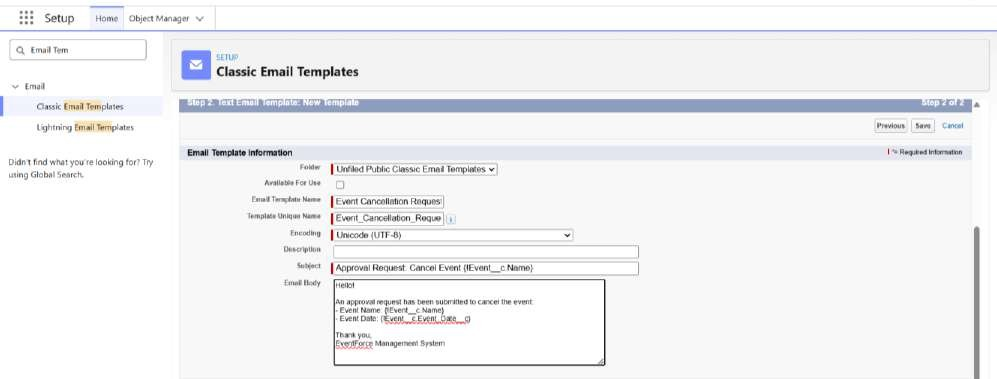 Setup Home Object Manager
Email Tem
SETUP
Classic Email Templates
Email
Classic Email Templates
Lightning Email Templates
Didn't find what you're looking for? Try
using Global Search.
Step 2. Text Email Template: New Template Step 2 of 2
Previous Save Cancel
Email Template Information = Required Information
Folder Unfiled Public Classic Email Templates
Available For Use
Email Template Name Event Cancellation Request
Template Unique Name Event_Cancellation_Reque i
Encoding Unicode (UTF-8)
Description
Subject Approval Request: Cancel Event {!Event__c.Name}
Email Body Hello!
An approval request has been submitted to cancel the event:
- Event Name: {!Event__c.Name}
- Event Date: {!Event__c.Event_Date__c}
Thank you,
EventForce Management System